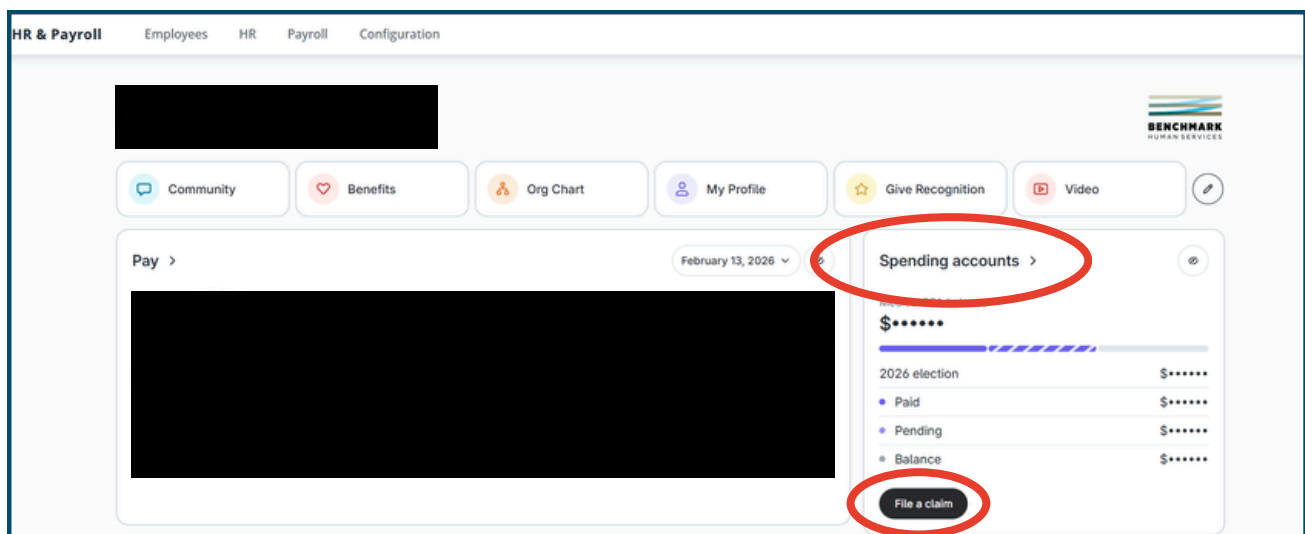 HR & Payroll Employees HR Payroll Configuration
BENCHMARK
HUMAN SERVICES
Community Benefits Org Chart My Profile Give Recognition Video
Pay > February 13, 2026
Spending accounts >
$••••••
2026 election $••••••
Paid $••••••
Pending $••••••
Balance $••••••
File a claim